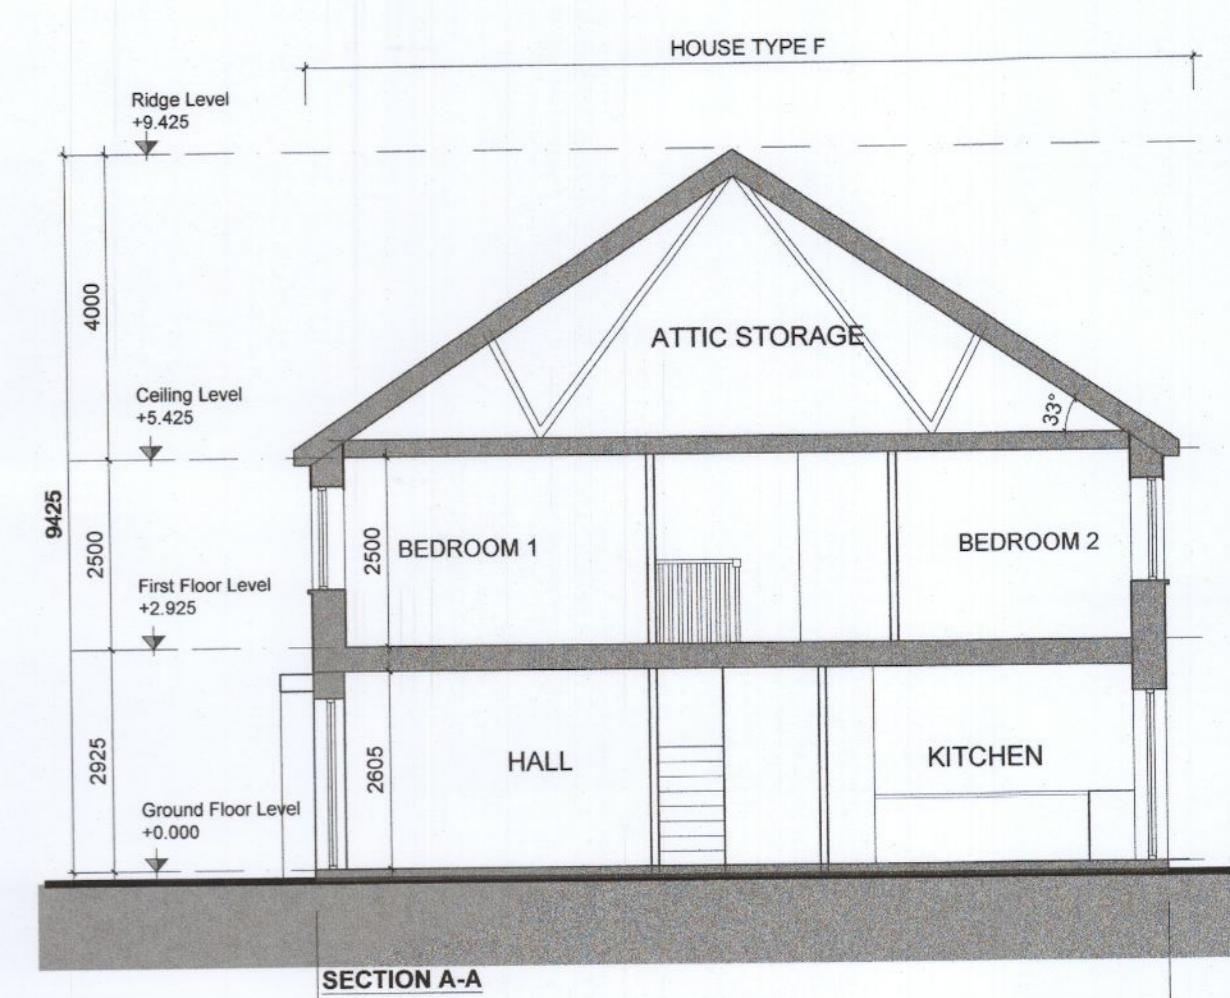 HOUSE TYPE F
Ridge Level
+9.425
4000
ATTIC STORAGE
33°
Ceiling Level
+5.425
9425
2500
2500
BEDROOM 1
BEDROOM 2
First Floor Level
+2.925
2925
2605
HALL
KITCHEN
Ground Floor Level
+0.000
SECTION A-A